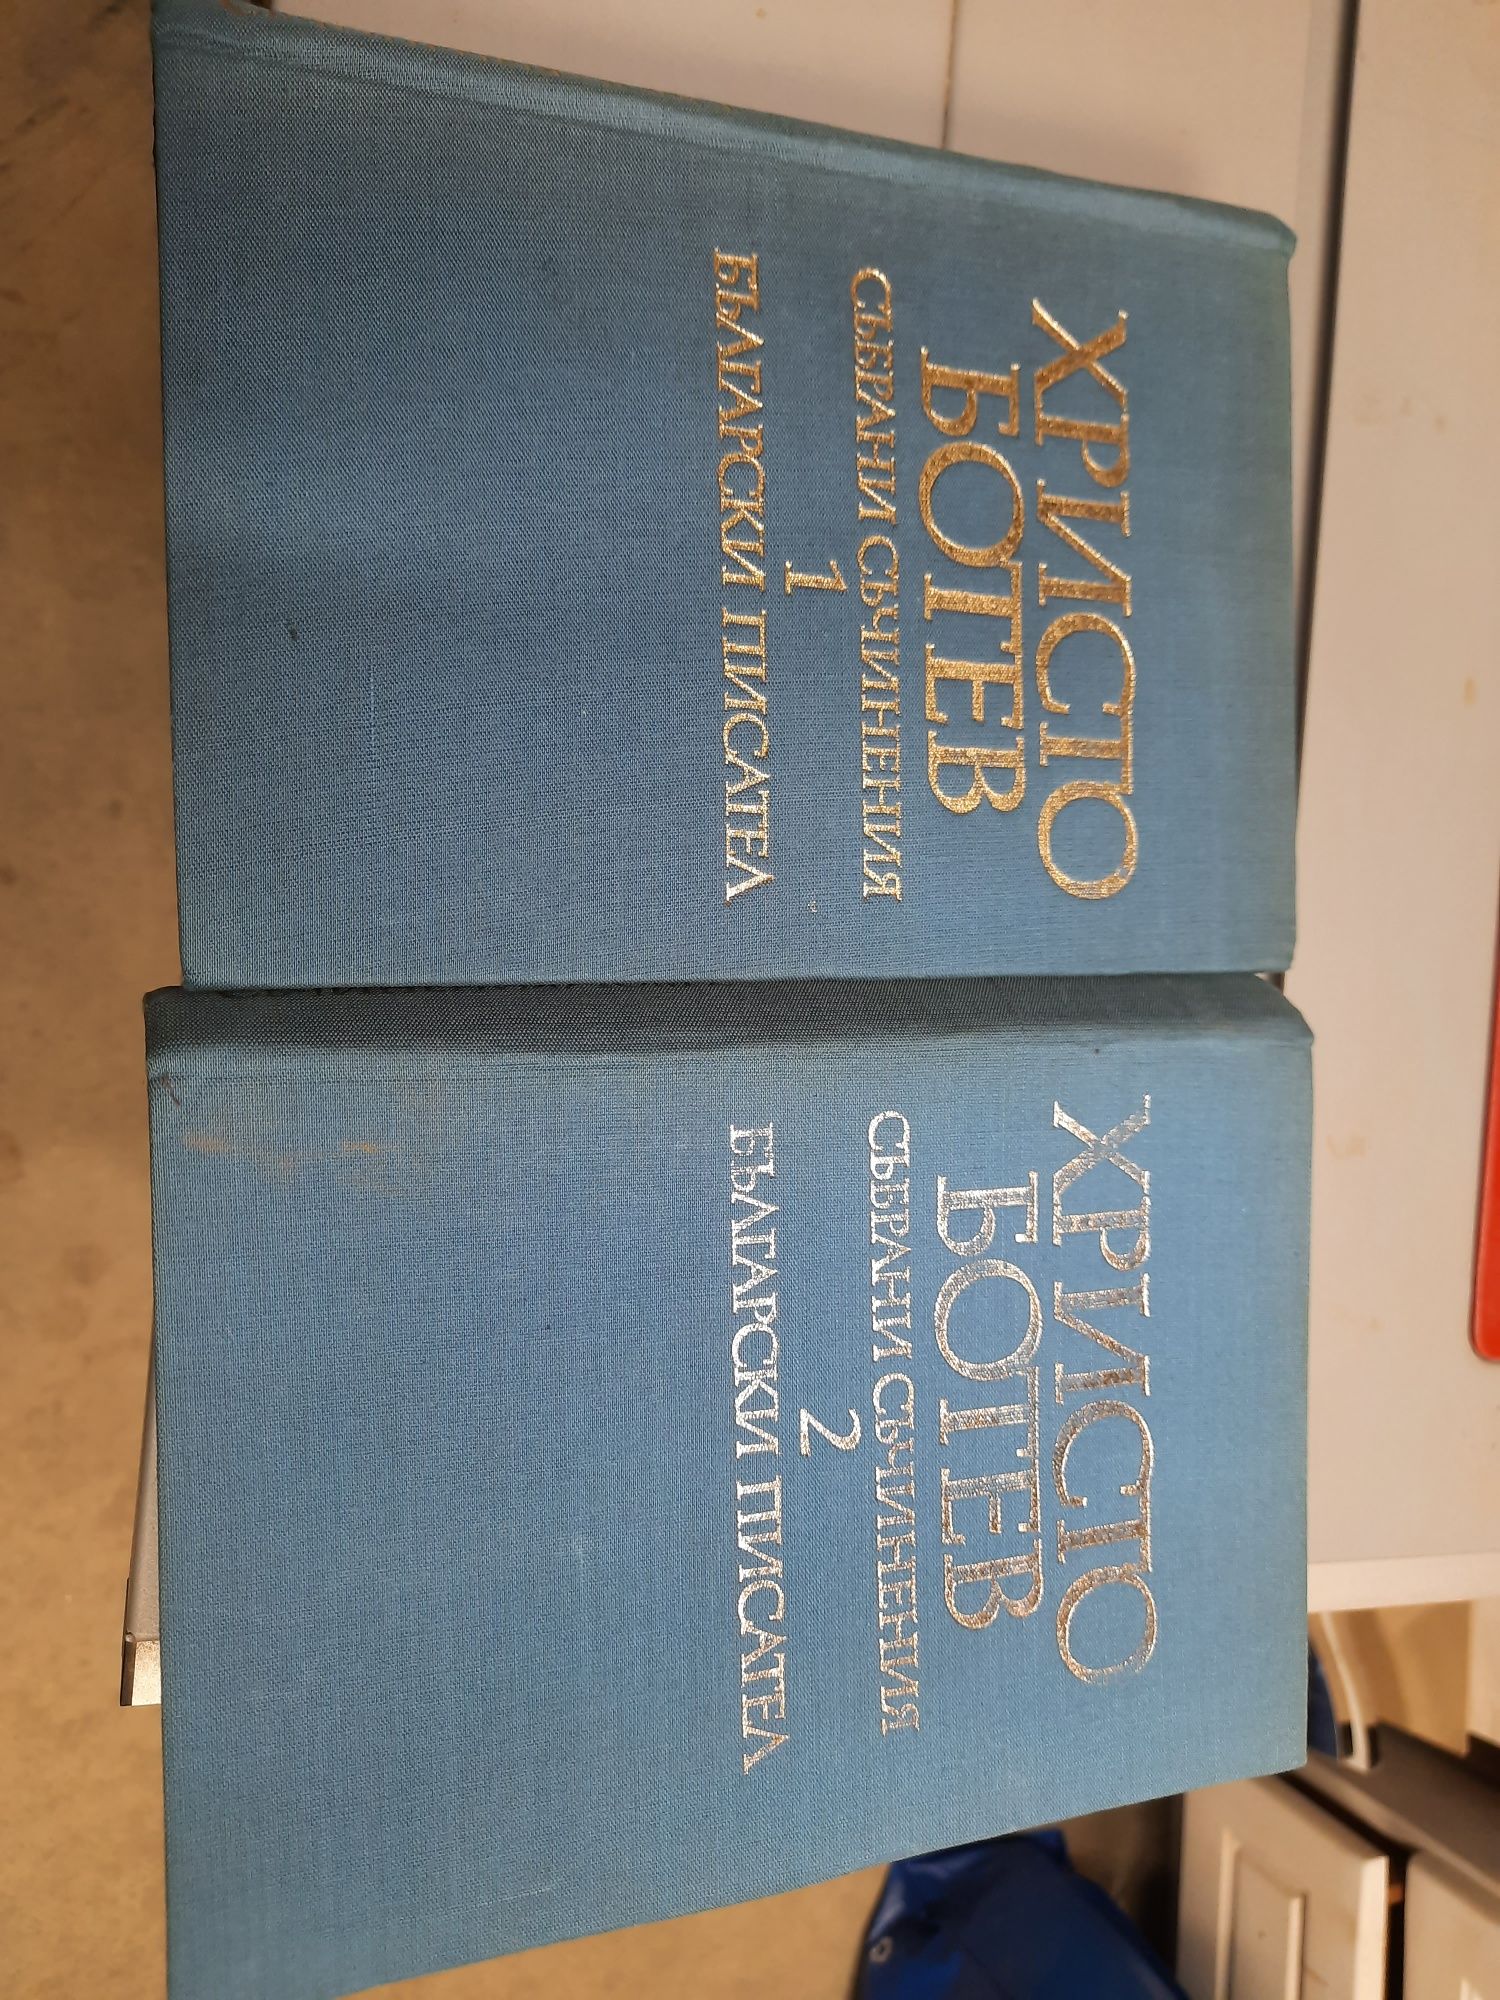 ХРИСТО
БОТЕВ
СЪБРАНИ СЪЧИНЕНИЯ
1
БЪЛГАРСКИ ПИСАТЕЛ
ХРИСТО
БОТЕВ
СЪБРАНИ СЪЧИНЕНИЯ
2
БЪЛГАРСКИ ПИСАТЕЛ